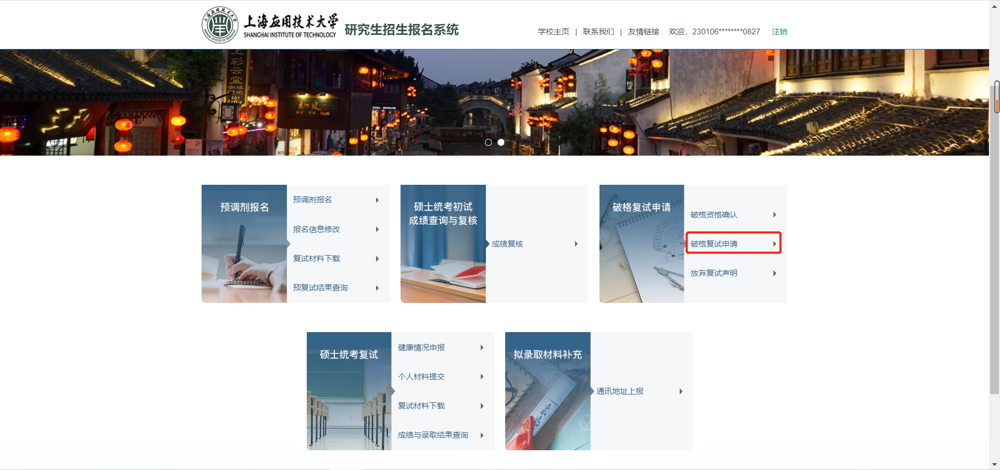 上海应用技术大学
SHANGHAI INSTITUTE OF TECHNOLOGY
研究生招生报名系统
学校主页 | 联系我们 | 友情链接 欢迎，230106********0827 注销
预调剂报名
预调剂报名
报名信息修改
复试材料下载
预复试结果查询
硕士统考初试
成绩查询与复核
成绩复核
破格复试申请
破格资格确认
破格复试申请
放弃复试声明
硕士统考复试
健康情况申报
个人材料提交
复试材料下载
成绩与录取结果查询
拟录取材料补充
通讯地址上报